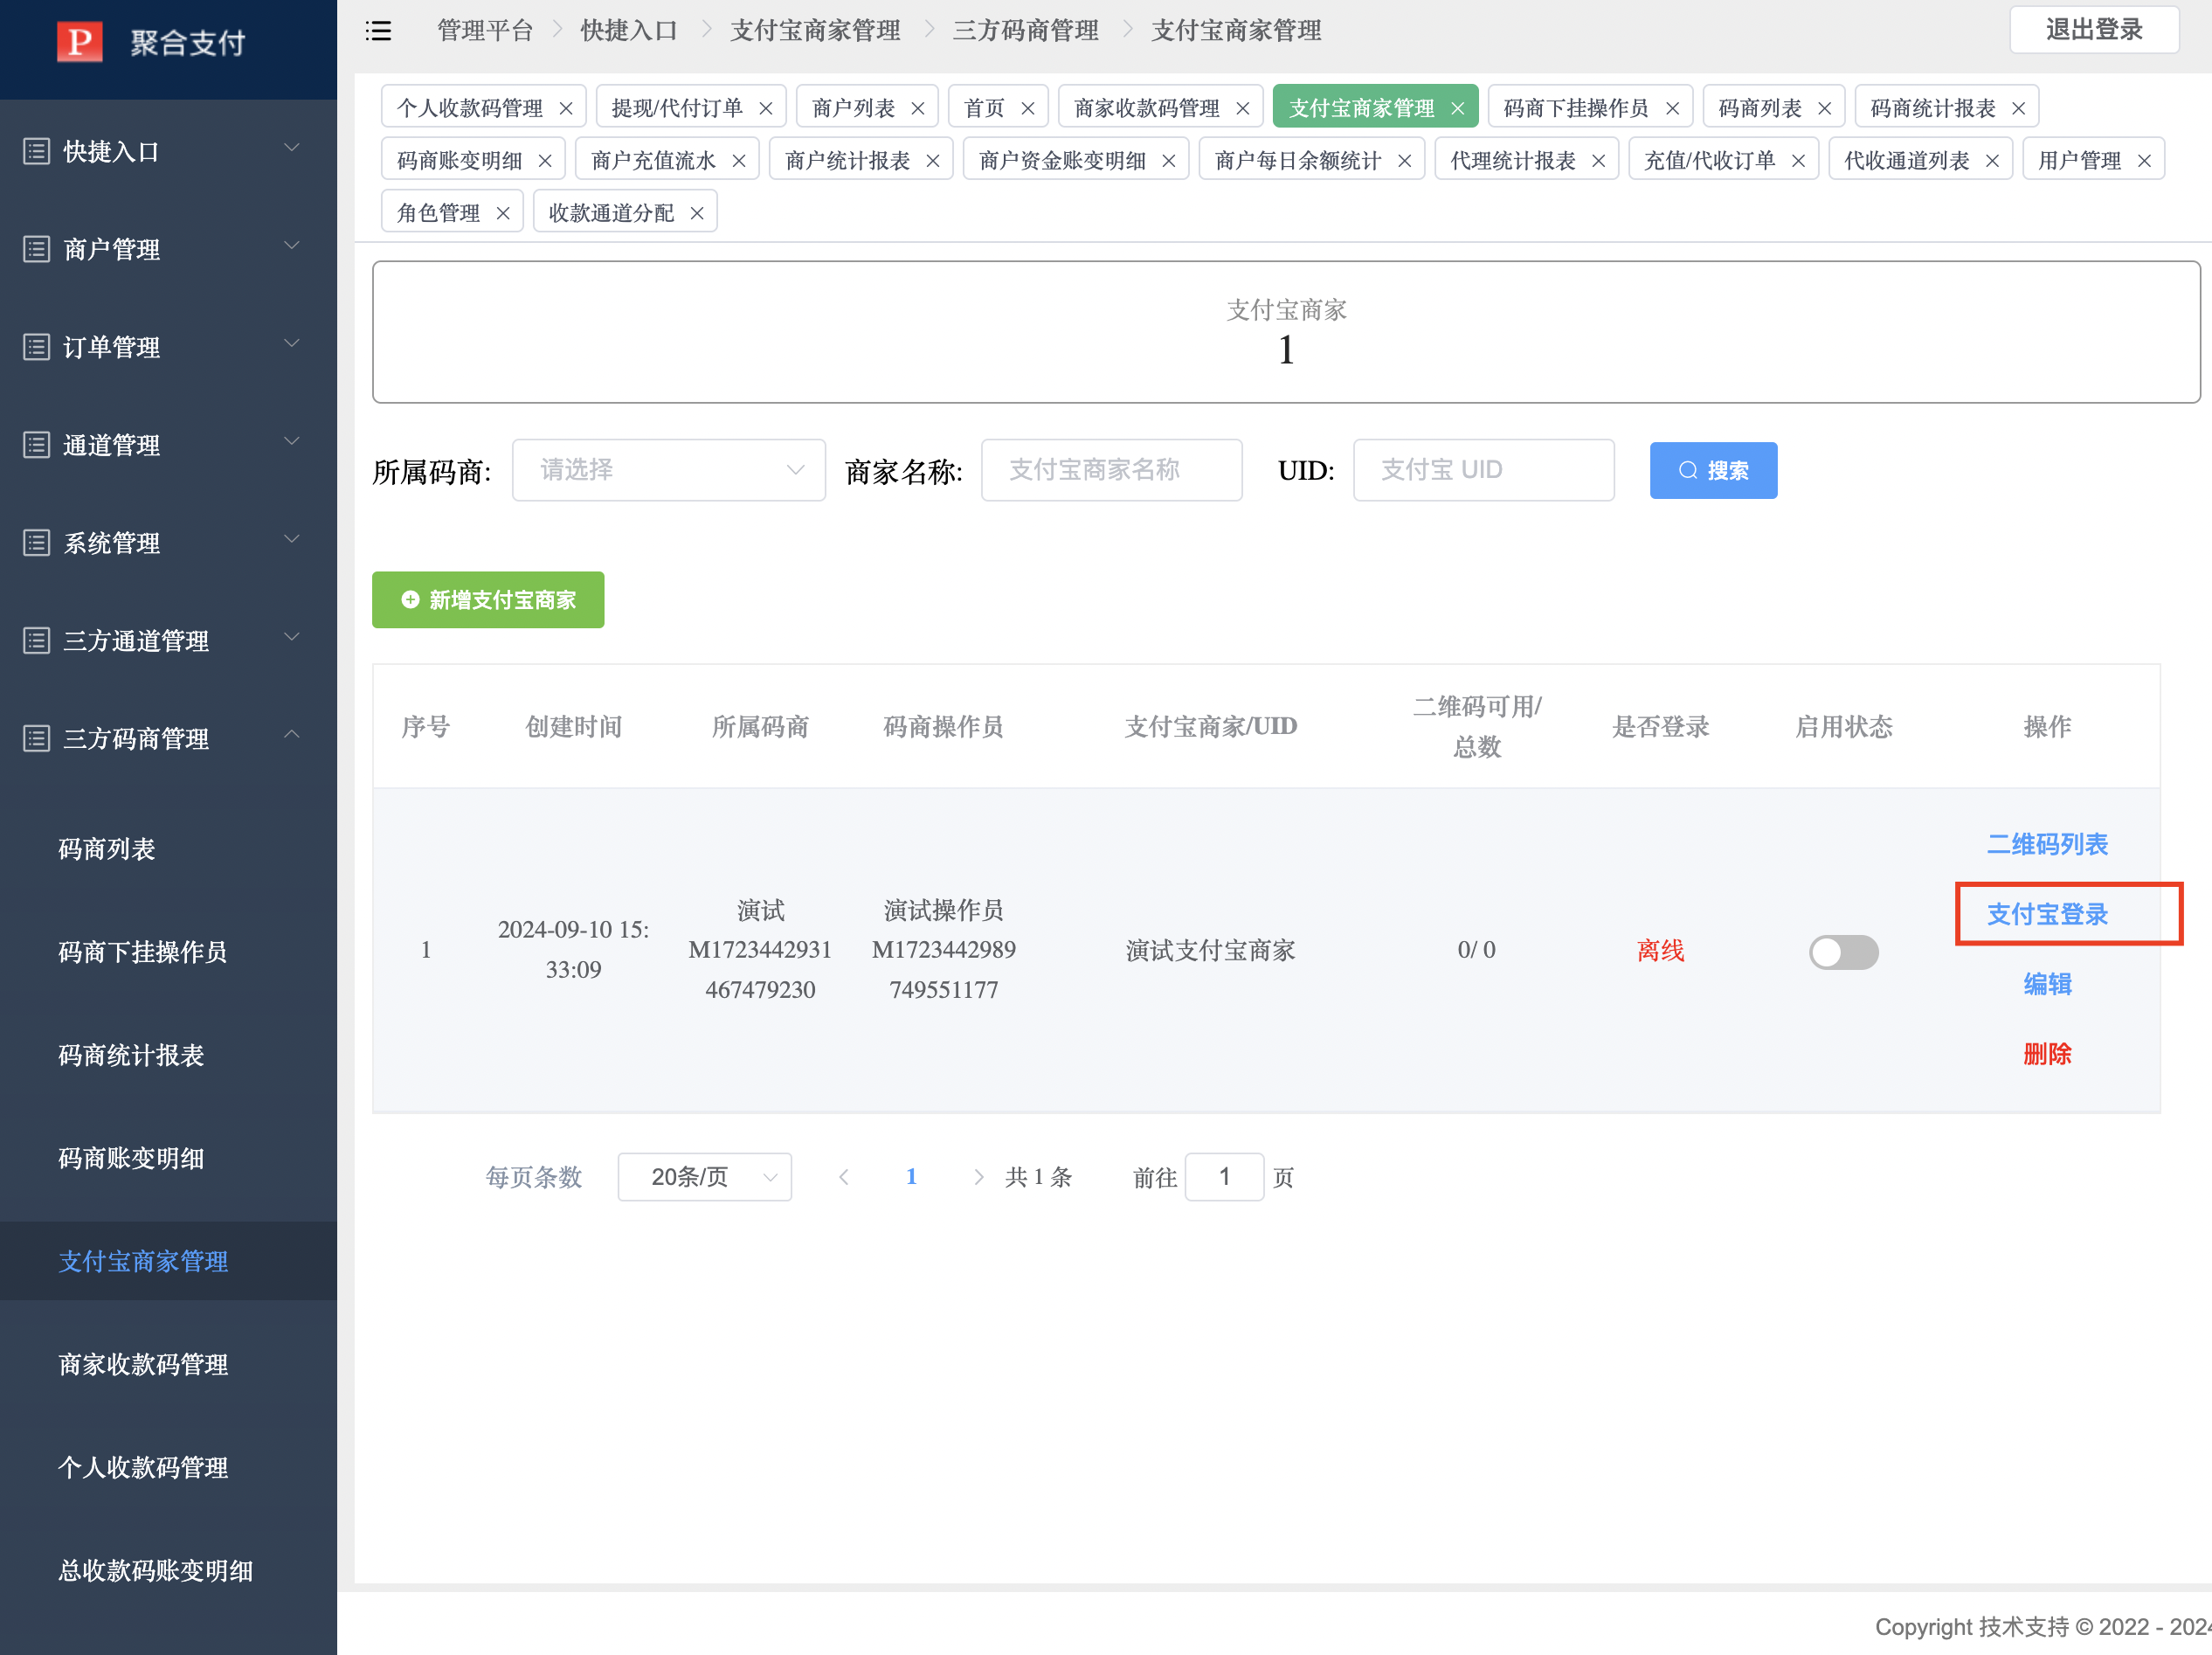 P 聚合支付
管理平台 快捷入口 支付宝商家管理 三方码商管理 支付宝商家管理 退出登录
个人收款码管理 提现/代付订单 商户列表 首页 商家收款码管理 支付宝商家管理 码商下挂操作员 码商列表 码商统计报表
码商账变明细 商户充值流水 商户统计报表 商户资金账变明细 商户每日余额统计 代理统计报表 充值/代收订单 代收通道列表 用户管理
角色管理 收款通道分配
快捷入口
商户管理
订单管理
通道管理
系统管理
三方通道管理
三方码商管理
码商列表
码商下挂操作员
码商统计报表
码商账变明细
支付宝商家管理
商家收款码管理
个人收款码管理
总收款码账变明细
支付宝商家
1
所属码商: 请选择 商家名称: 支付宝商家名称 UID: 支付宝 UID 搜索
新增支付宝商家
序号 创建时间 所属码商 码商操作员 支付宝商家/UID 二维码可用/ 是否登录 启用状态 操作
总数
二维码列表
演试 演试操作员 支付宝登录
1 2024-09-10 15: M1723442931 M1723442989 演试支付宝商家 0/ 0 离线
33:09 467479230 749551177 编辑
删除
每页条数 20条/页 1 共 1 条 前往 1 页
Copyright 技术支持 © 2022 - 2024